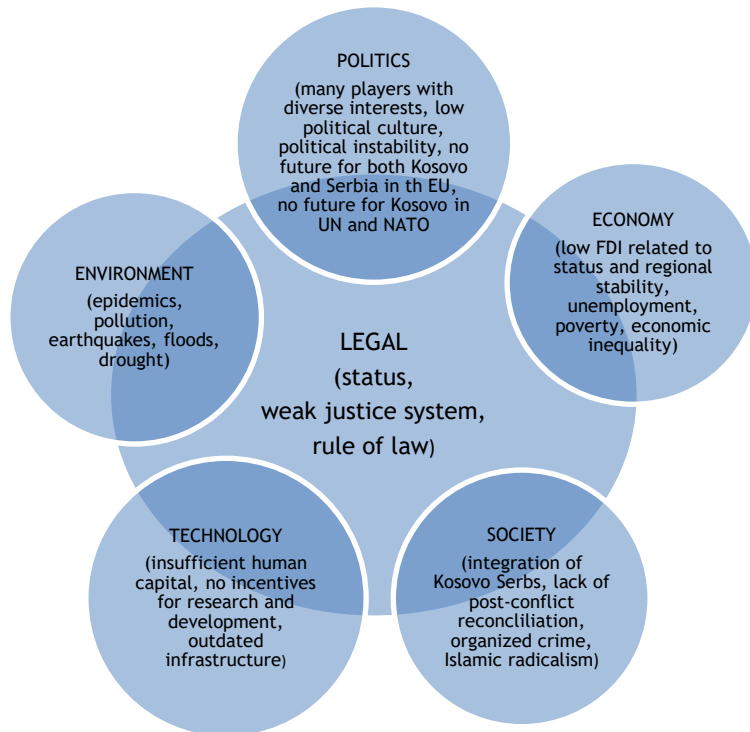 POLITICS
(many players with
diverse interests, low
political culture,
political instability, no
future for both Kosovo
and Serbia in th EU,
no future for Kosovo in
UN and NATO
ECONOMY
(low FDI related to
status and regional
stability,
unemployment,
poverty, economic
inequality)
ENVIRONMENT
(epidemics,
pollution,
earthquakes, floods,
drought)
LEGAL
(status,
weak justice system,
rule of law)
TECHNOLOGY
(insufficient human
capital, no incentives
for research and
development,
outdated
infrastructure)
SOCIETY
(integration of
Kosovo Serbs, lack of
post-conflict
reconcliliation,
organized crime,
Islamic radicalism)